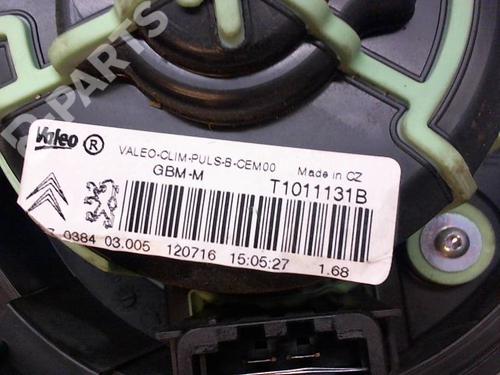 D-PARTS
Valeo ® VALEO-CLIM-PULS-B-CEM00 Made in CZ
GBM-M T1011131B
0384 03.005 120716 15:05:27 1.68